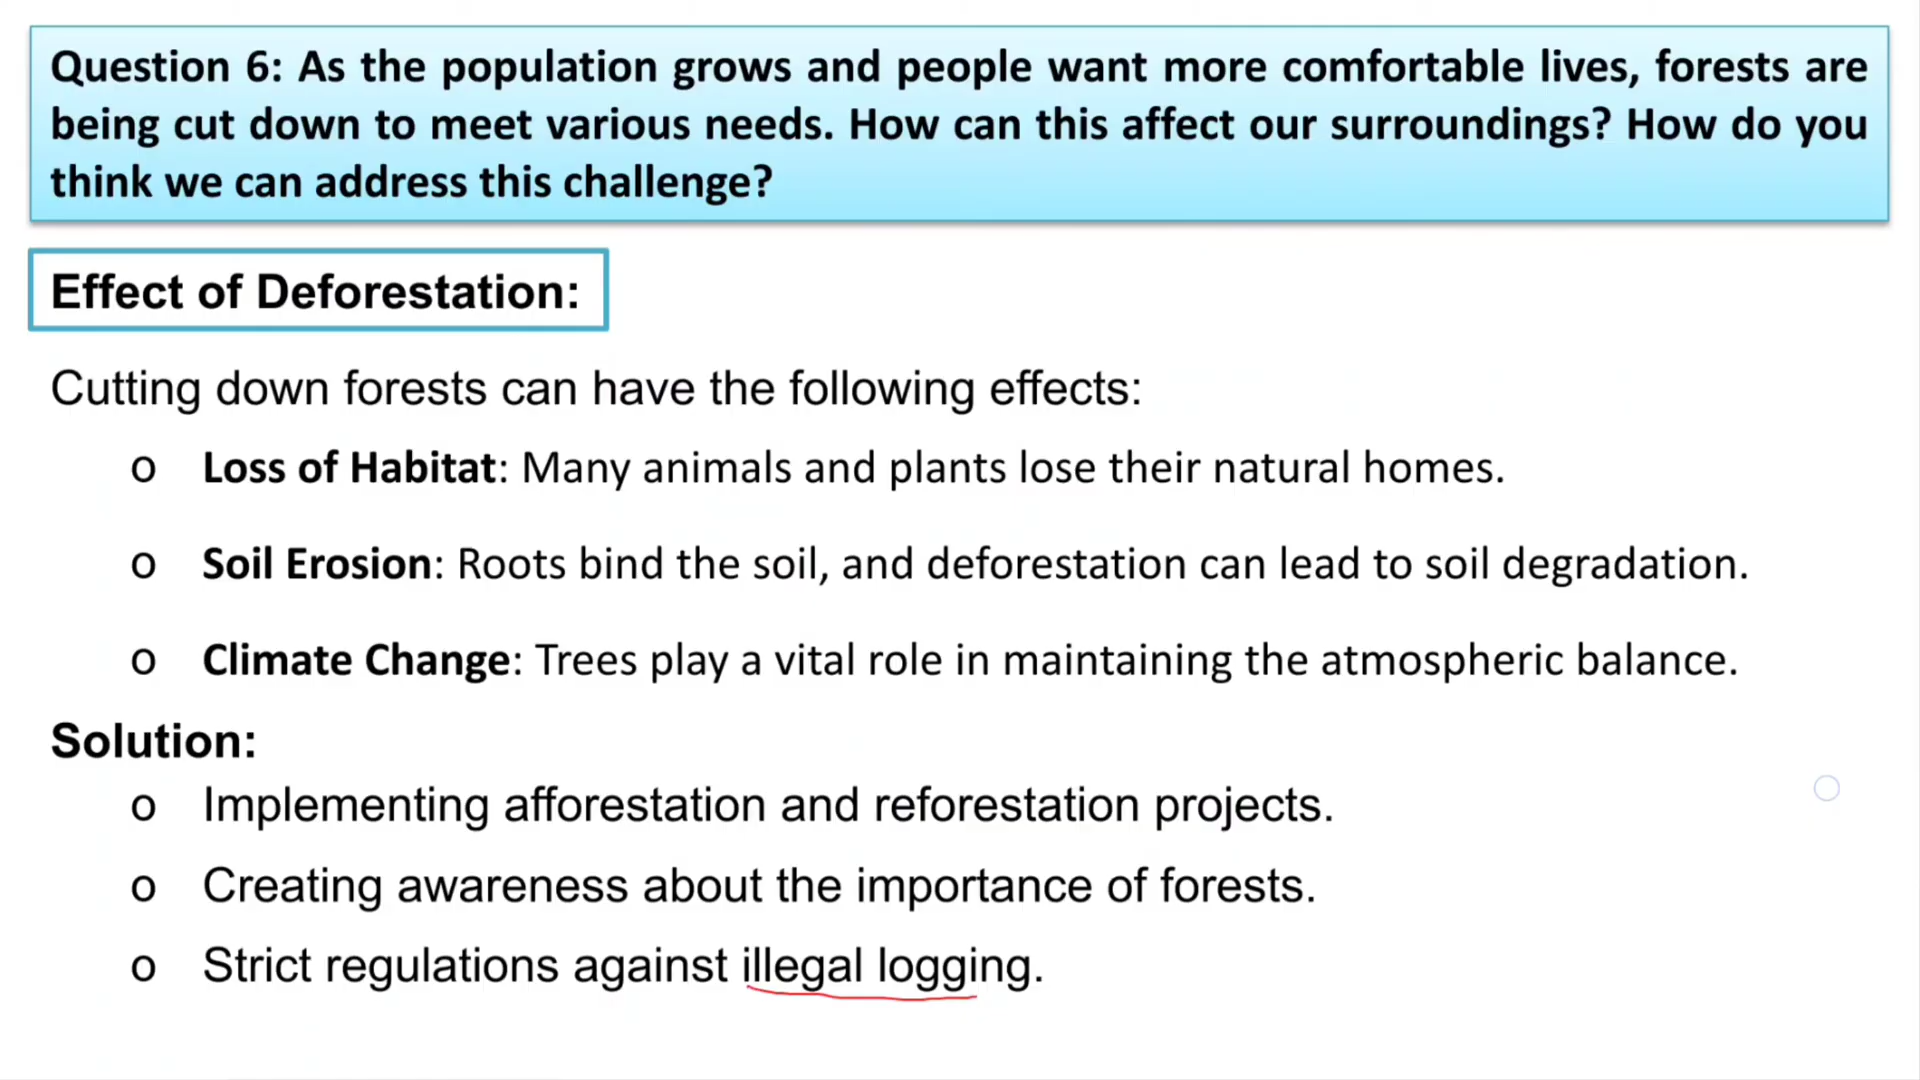 Question 6: As the population grows and people want more comfortable lives, forests are
being cut down to meet various needs. How can this affect our surroundings? How do you
think we can address this challenge?
Effect of Deforestation:
Cutting down forests can have the following effects:
o Loss of Habitat: Many animals and plants lose their natural homes.
o Soil Erosion: Roots bind the soil, and deforestation can lead to soil degradation.
o Climate Change: Trees play a vital role in maintaining the atmospheric balance.
Solution:
o Implementing afforestation and reforestation projects.
o Creating awareness about the importance of forests.
o Strict regulations against illegal logging.